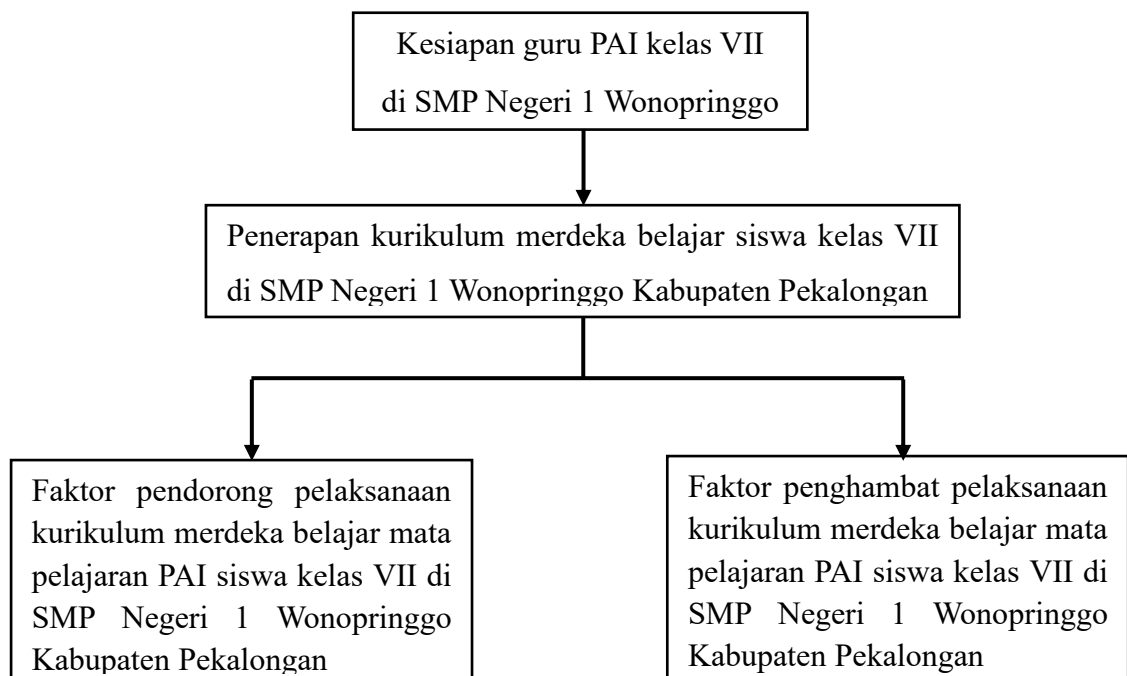 Kesiapan guru PAI kelas VII
di SMP Negeri 1 Wonopringgo
Penerapan kurikulum merdeka belajar siswa kelas VII
di SMP Negeri 1 Wonopringgo Kabupaten Pekalongan
Faktor pendorong pelaksanaan
kurikulum merdeka belajar mata
pelajaran PAI siswa kelas VII di
SMP Negeri 1 Wonopringgo
Kabupaten Pekalongan
Faktor penghambat pelaksanaan
kurikulum merdeka belajar mata
pelajaran PAI siswa kelas VII di
SMP Negeri 1 Wonopringgo
Kabupaten Pekalongan